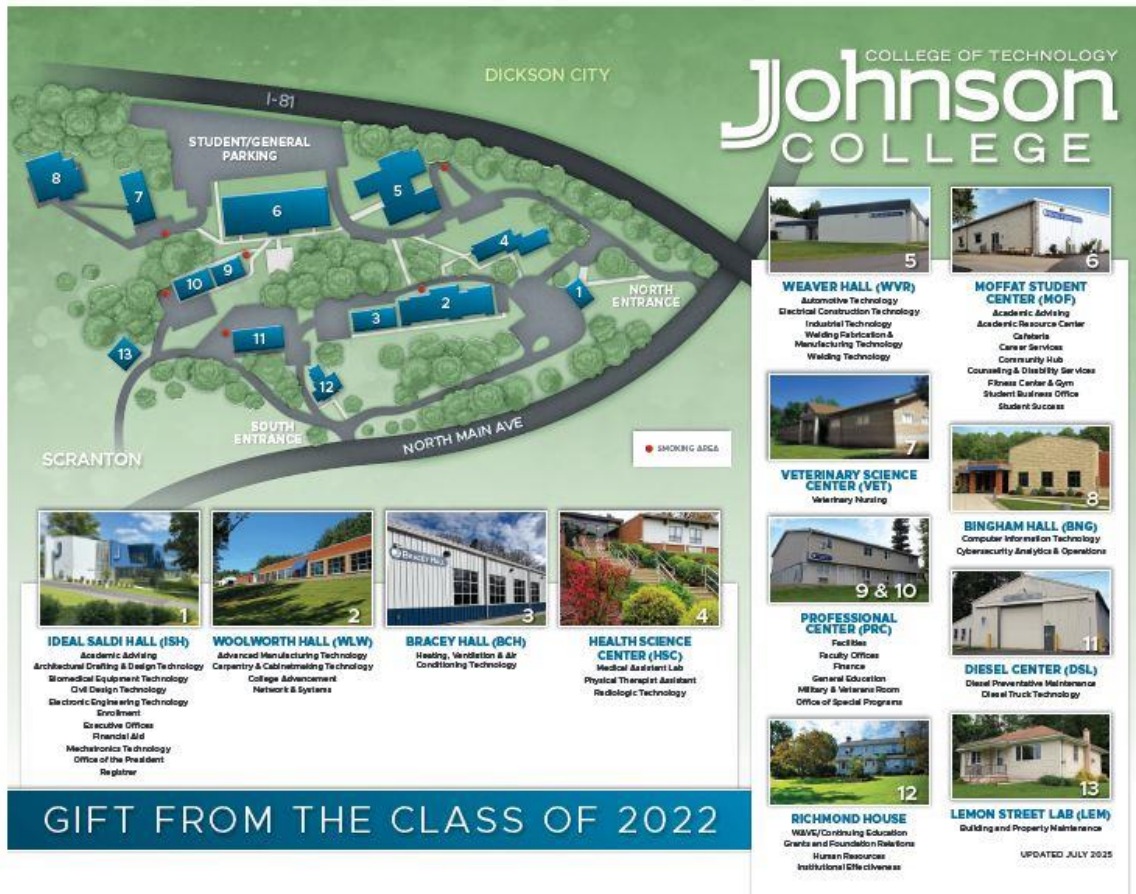 COLLEGE OF TECHNOLOGY
Johnson
COLLEGE
DICKSON CITY
I-81
STUDENT/GENERAL
PARKING
8
7
6
5
4
9
10
1
NORTH
ENTRANCE
2
3
11
13
12
SOUTH
ENTRANCE
NORTH MAIN AVE
SCRANTON
SMOKING AREA
1
IDEAL SALDI HALL (ISH)
Academic Advising
Architectural Drafting & Design Technology
Biomedical Equipment Technology
Civil Design Technology
Electronic Engineering Technology
Enrollment
Executive Offices
Financial Aid
Mechatronics Technology
Office of the President
Registrar
2
WOOLWORTH HALL (WLW)
Advanced Manufacturing Technology
Carpentry & Cabinetmaking Technology
College Advancement
Network & Systems
BRACEY HALL
3
BRACEY HALL (BCH)
Heating, Ventilation & Air
Conditioning Technology
4
HEALTH SCIENCE
CENTER (HSC)
Medical Assistant Lab
Physical Therapist Assistant
Radiologic Technology
5
WEAVER HALL (WVR)
Automotive Technology
Electrical Construction Technology
Industrial Technology
Welding Fabrication &
Manufacturing Technology
Welding Technology
6
MOFFAT STUDENT
CENTER (MOF)
Academic Advising
Academic Resource Center
Cafeteria
Career Services
Community Hub
Counseling & Disability Services
Fitness Center & Gym
Student Business Office
Student Success
7
VETERINARY SCIENCE
CENTER (VET)
Veterinary Nursing
8
BINGHAM HALL (BNG)
Computer Information Technology
Cybersecurity Analytics & Operations
9 & 10
PROFESSIONAL
CENTER (PRC)
Facilities
Faculty Offices
Finance
General Education
Military & Veterans Room
Office of Special Programs
11
DIESEL CENTER (DSL)
Diesel Preventative Maintenance
Diesel Truck Technology
12
RICHMOND HOUSE
WAVE/Continuing Education
Grants and Foundation Relations
Human Resources
Institutional Effectiveness
13
LEMON STREET LAB (LEM)
Building and Property Maintenance
UPDATED JULY 2025
GIFT FROM THE CLASS OF 2022